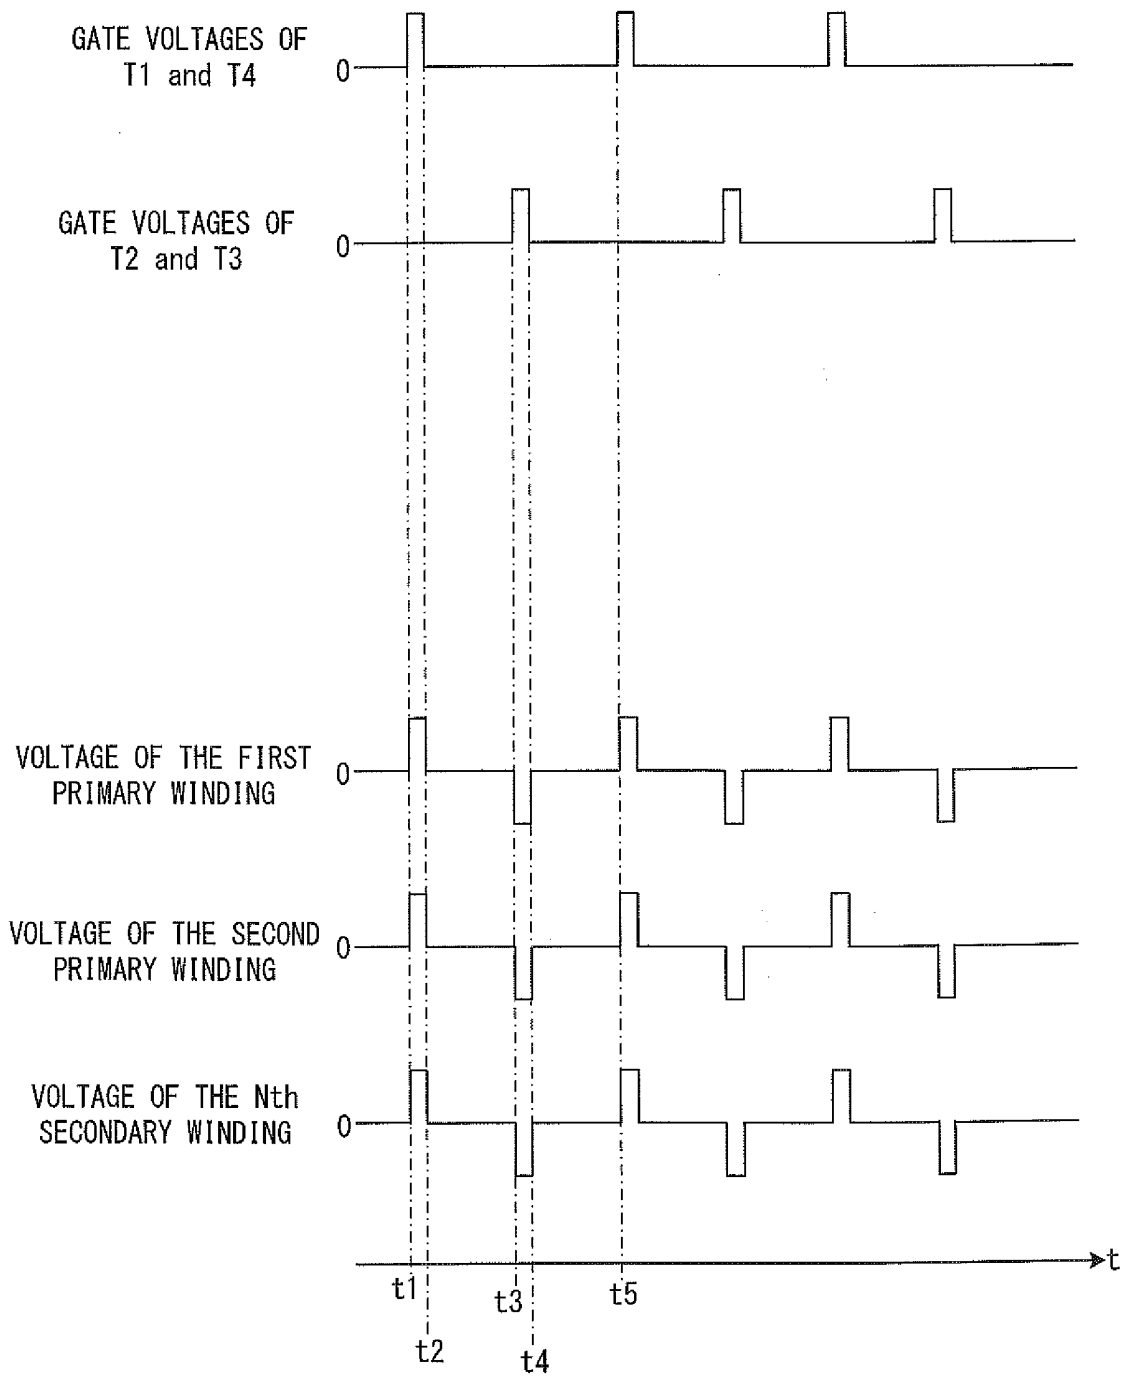 GATE VOLTAGES OF
T1 and T4
0
GATE VOLTAGES OF
T2 and T3
0
VOLTAGE OF THE FIRST
PRIMARY WINDING
0
VOLTAGE OF THE SECOND
PRIMARY WINDING
0
VOLTAGE OF THE Nth
SECONDARY WINDING
0
t
t1
t3
t5
t2
t4